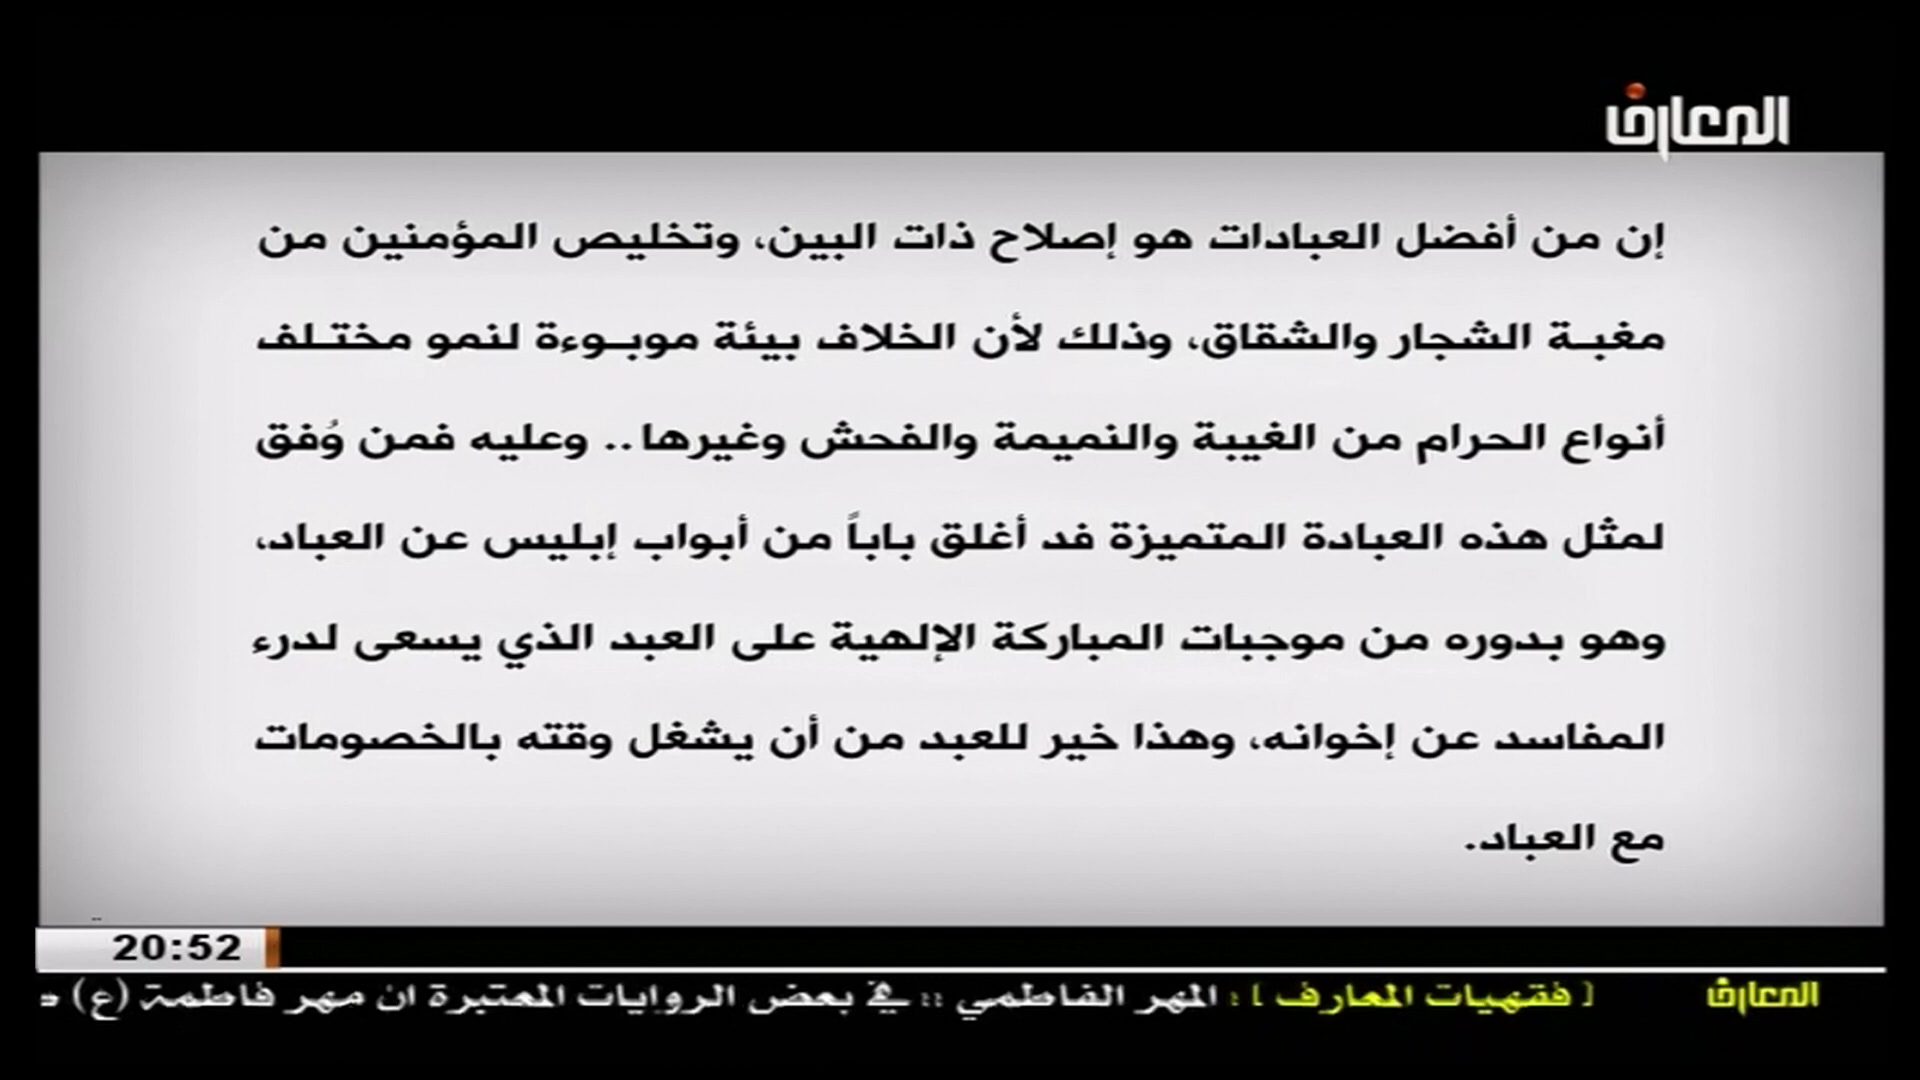 المعارف
إن من أفضل العبادات هو إصلاح ذات البين، وتخليص المؤمنين من
مغبـة الشجار والشقاق، وذلك لأن الخلاف بيئة موبـوءة لنمو مختـلف
أنواع الحرام من الغيبة والنميمة والفحش وغيرها.. وعليه فمن وُفق
لمثل هذه العبادة المتميزة فد أغلق باباً من أبواب إبليس عن العباد،
وهو بدوره من موجبات المباركة الإلهية على العبد الذي يسعى لدرء
المفاسد عن إخوانه، وهذا خير للعبد من أن يشغل وقته بالخصومات
مع العباد.
20:52
المعارف [ فقهيات المعارف ] : المهر الفاطمي :: في بعض الروايات المعتبرة ان مهر فاطمة (ع)